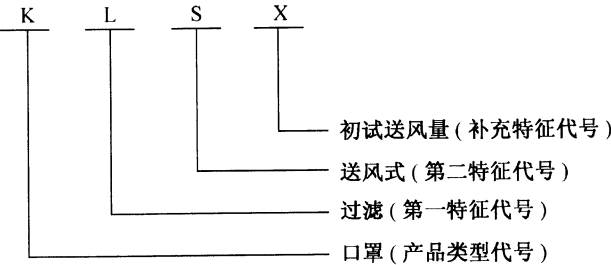 K L S X
初试送风量(补充特征代号)
送风式(第二特征代号)
过滤(第一特征代号)
口罩(产品类型代号)